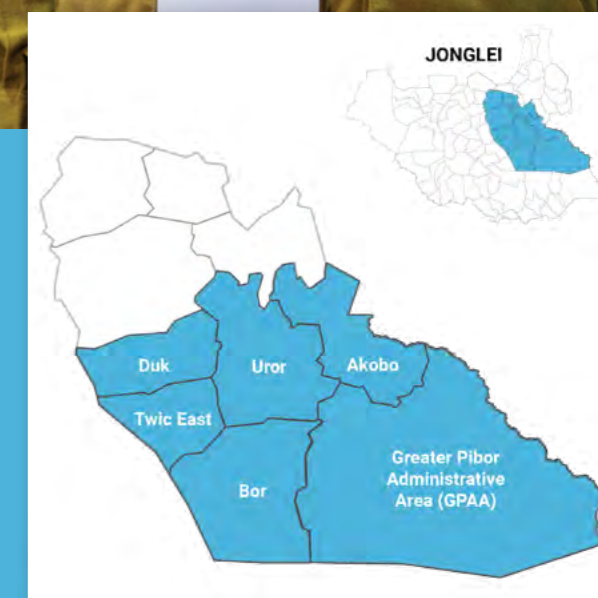 JONGLEI
Duk
Uror
Akobo
Twic East
Bor
Greater Pibor
Administrative
Area (GPAA)